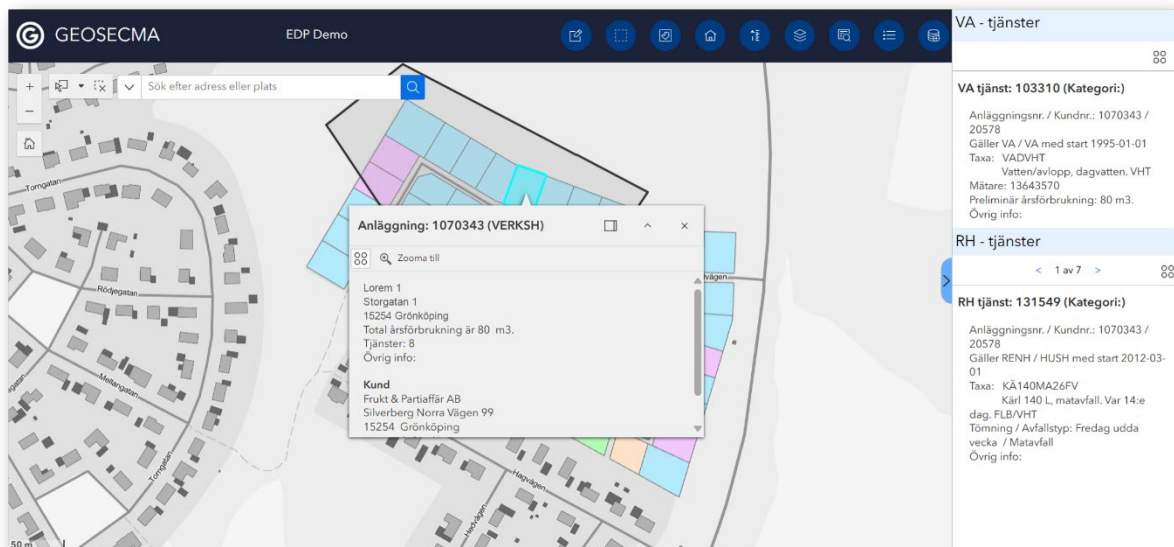 GEOSECMA
EDP Demo
Sök efter adress eller plats
Torngatan
Rödjegatan
Mellangatan
Torngatan
Hagvägen
Hedvägen
50 m
Anläggning: 1070343 (VERKSH)
Zooma till
Lorem 1
Storgatan 1
15254 Grönköping
Total årsförbrukning är 80 m3.
Tjänster: 8
Övrig info:
Kund
Frukt & Partiaffär AB
Silverberg Norra Vägen 99
15254 Grönköping
VA - tjänster
VA tjänst: 103310 (Kategori:)
Anläggningsnr. / Kundnr.: 1070343 /
20578
Gäller VA / VA med start 1995-01-01
Taxa: VADVHT
Vatten/avlopp, dagvatten. VHT
Mätare: 13643570
Preliminär årsförbrukning: 80 m3.
Övrig info:
RH - tjänster
< 1 av 7 >
RH tjänst: 131549 (Kategori:)
Anläggningsnr. / Kundnr.: 1070343 /
20578
Gäller RENH / HUSH med start 2012-03-
01
Taxa: KÄ140MA26FV
Kärl 140 L, matavfall. Var 14:e
dag. FLB/VHT
Tömning / Avfallstyp: Fredag udda
vecka / Matavfall
Övrig info: